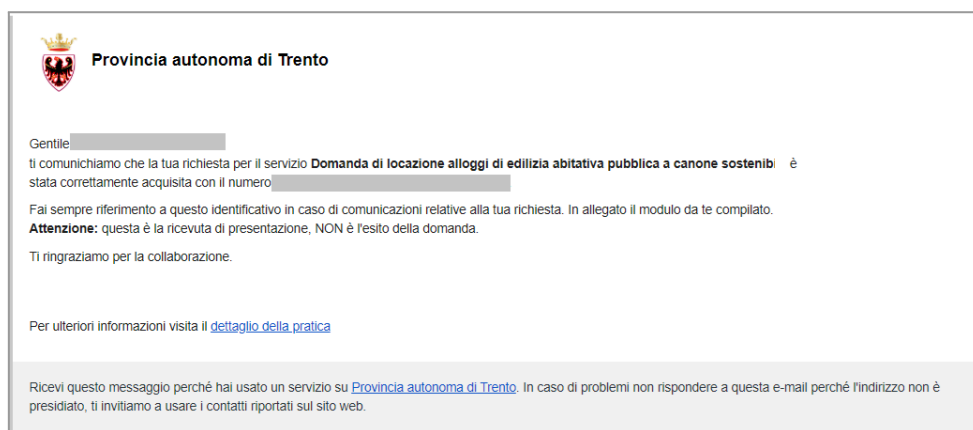 Provincia autonoma di Trento
Gentile
ti comunichiamo che la tua richiesta per il servizio Domanda di locazione alloggi di edilizia abitativa pubblica a canone sostenib è
stata correttamente acquisita con il numero
Fai sempre riferimento a questo identificativo in caso di comunicazioni relative alla tua richiesta. In allegato il modulo da te compilato.
Attenzione: questa è la ricevuta di presentazione, NON è l'esito della domanda.
Ti ringraziamo per la collaborazione.
Per ulteriori informazioni visita il dettaglio della pratica
Ricevi questo messaggio perché hai usato un servizio su Provincia autonoma di Trento. In caso di problemi non rispondere a questa e-mail perché l'indirizzo non è
presidiato, ti invitiamo a usare i contatti riportati sul sito web.